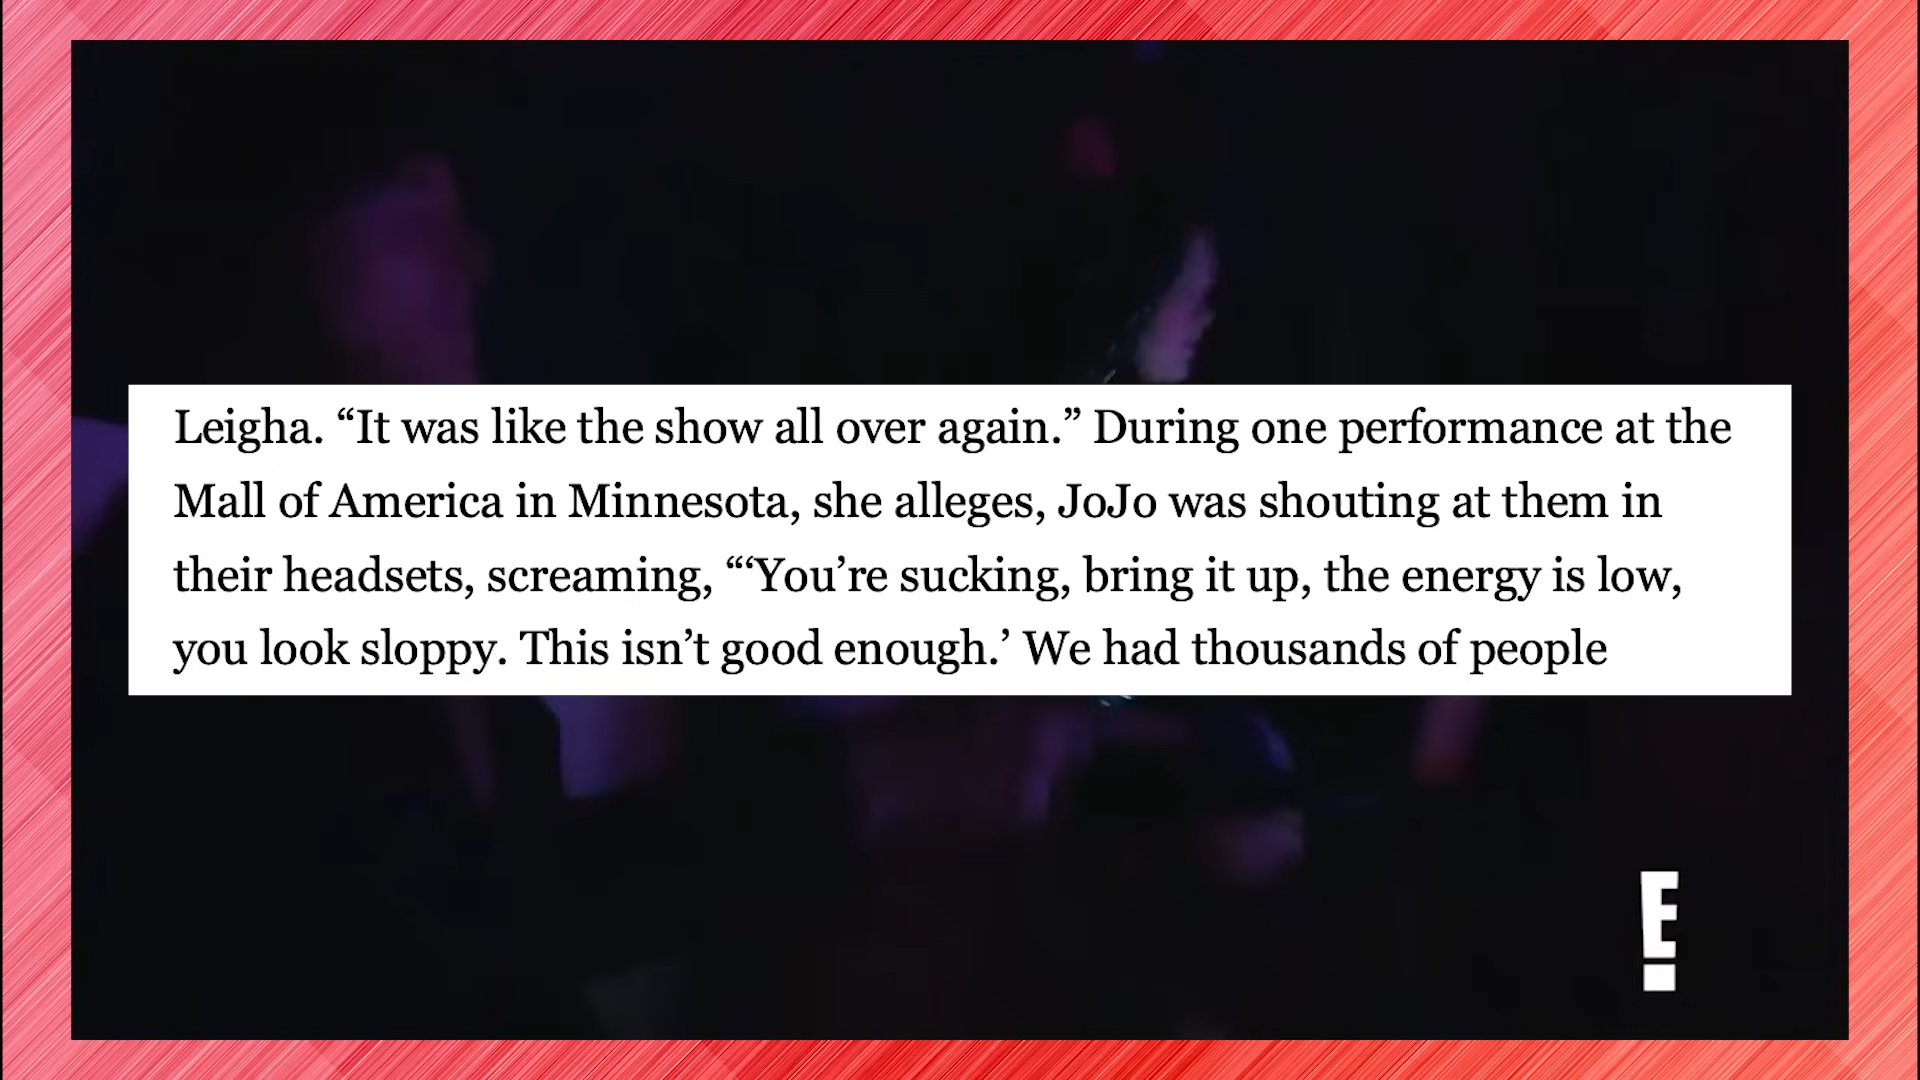 Leigha. “It was like the show all over again.” During one performance at the
Mall of America in Minnesota, she alleges, JoJo was shouting at them in
their headsets, screaming, “‘You’re sucking, bring it up, the energy is low,
you look sloppy. This isn’t good enough.’ We had thousands of people
E!